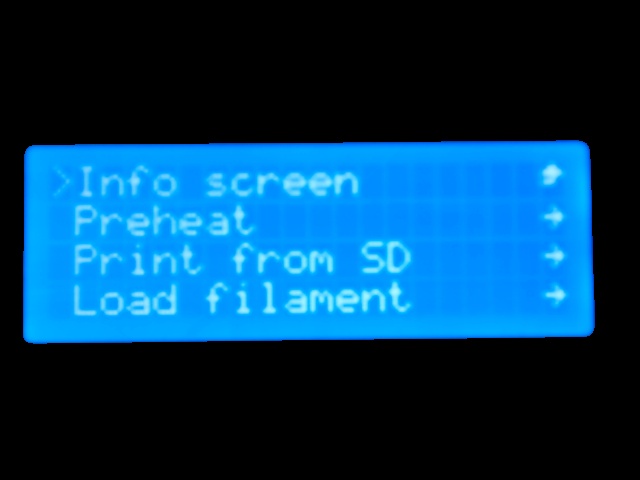 >Info screen
Preheat →
Print from SD →
Load filament →